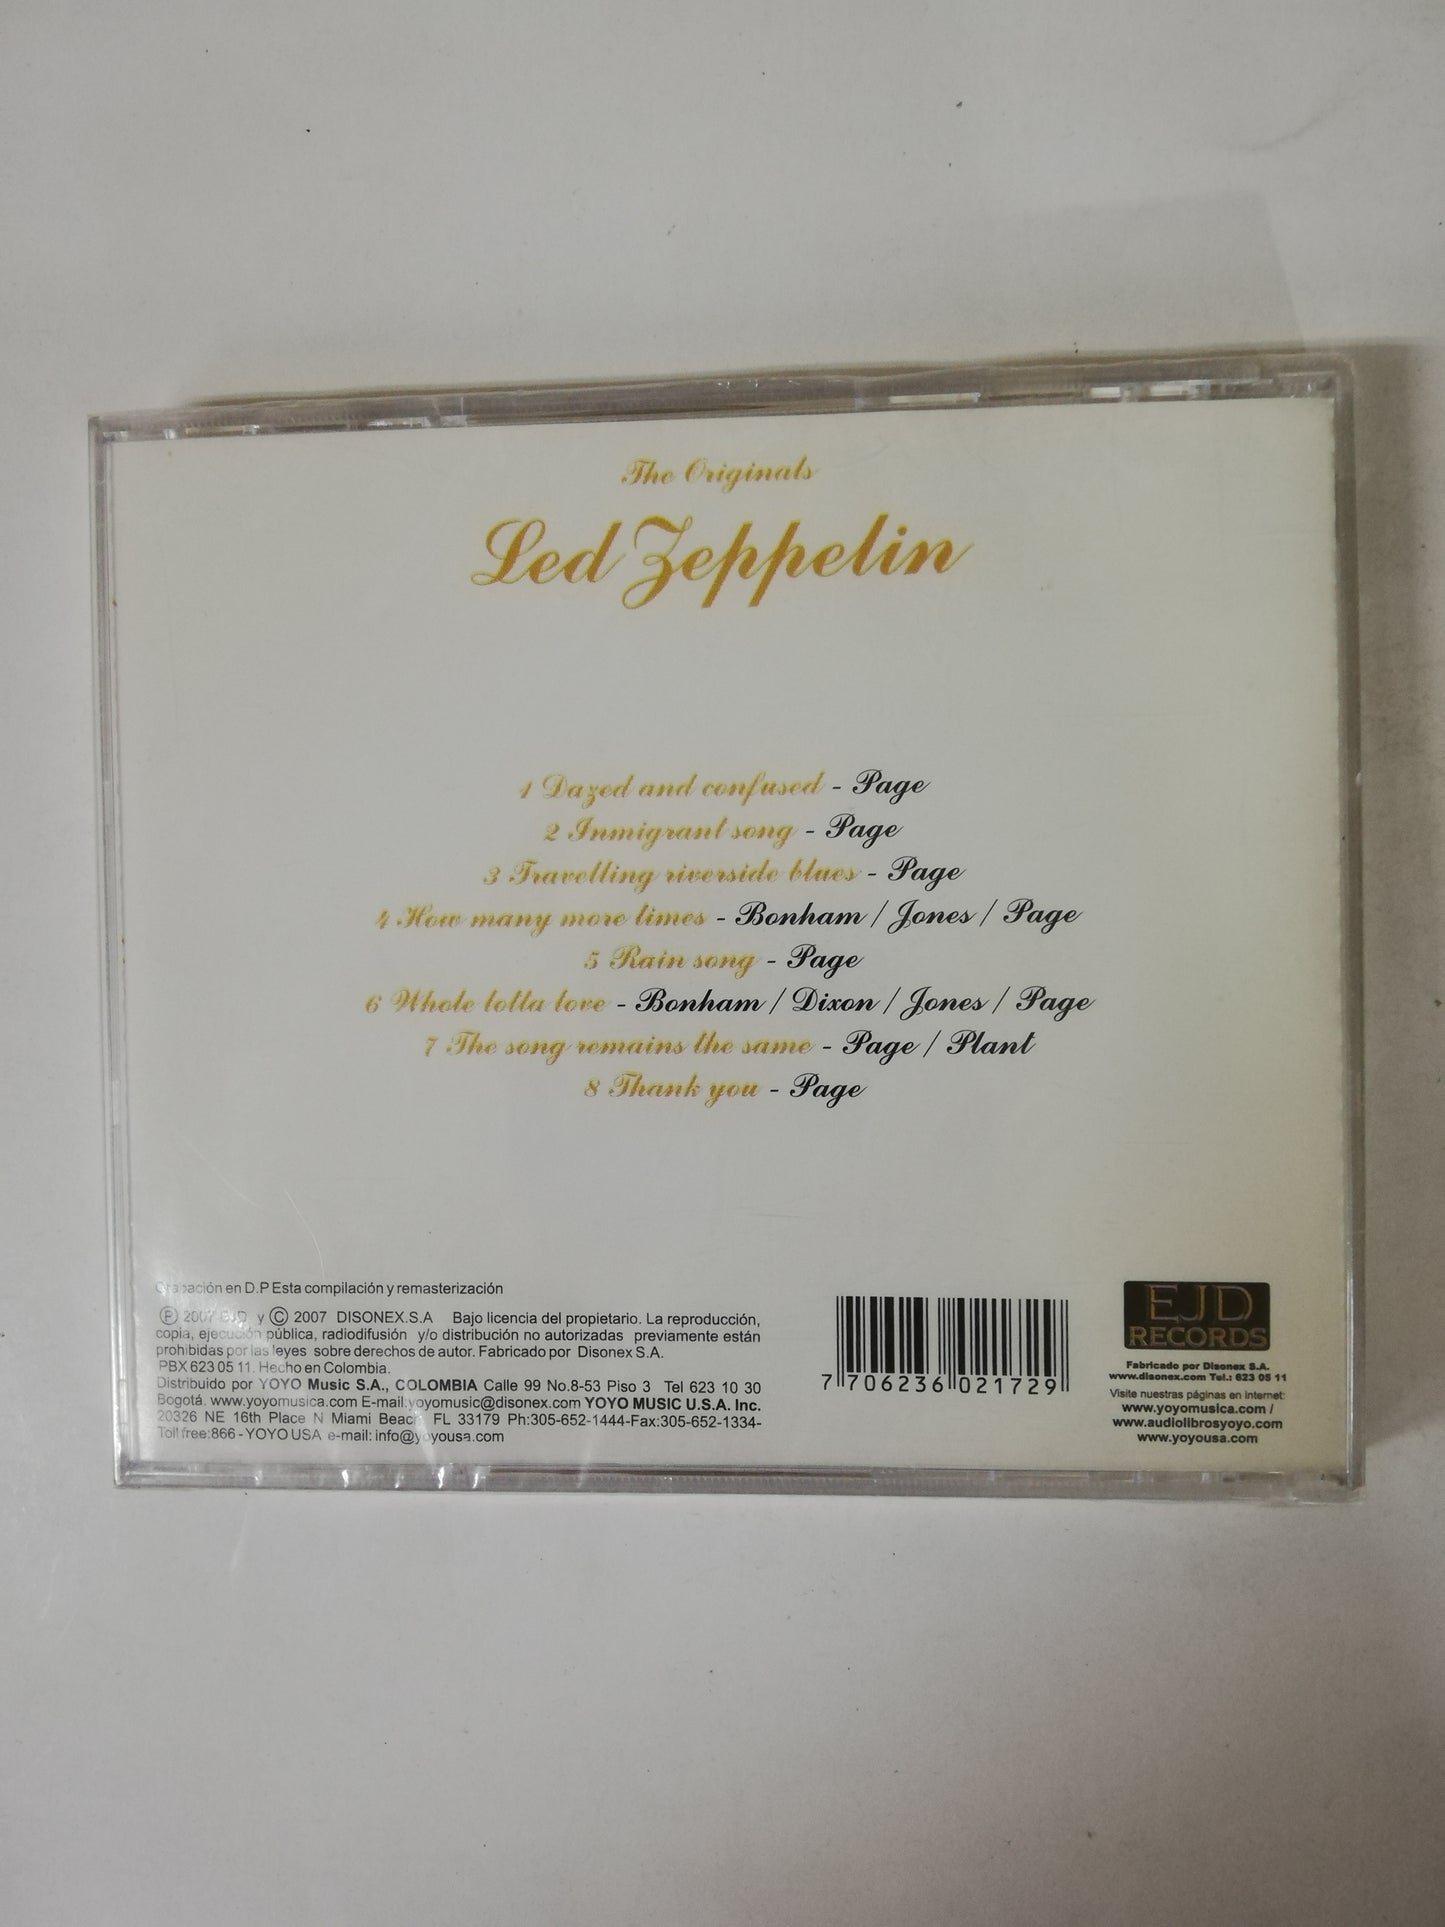 The Originals
Led Zeppelin
1 Dazed and confused - Page
2 Inmigrant song - Page
3 Travelling riverside blues - Page
4 How many more times - Bonham / Jones / Page
5 Rain song - Page
6 Whole lotta love - Bonham / Dixon / Jones / Page
7 The song remains the same - Page / Plant
8 Thank you - Page
Grabación en D.P Esta compilación y remasterización
Ⓟ 2007 EJD y © 2007 DISONEX.S.A Bajo licencia del propietario. La reproducción,
copia, ejecución pública, radiodifusión y/o distribución no autorizadas previamente están
prohibidas por las leyes sobre derechos de autor. Fabricado por Disonex S.A.
PBX 623 05 11. Hecho en Colombia.
Distribuido por YOYO Music S.A., COLOMBIA Calle 99 No.8-53 Piso 3 Tel 623 10 30
Bogotá. www.yoyomusica.com E-mail:yoyomusic@disonex.com YOYO MUSIC U.S.A. Inc.
20326 NE 16th Place N Miami Beach FL 33179 Ph:305-652-1444-Fax:305-652-1334-
Toll free:866-YOYO USA e-mail: info@yoyousa.com
7 706236 021729
EJD
RECORDS
Fabricado por Disonex S.A.
www.disonex.com Tel.: 623 05 11
Visite nuestras páginas en Internet:
www.yoyomusica.com /
www.audiolibrosyoyo.com
www.yoyousa.com